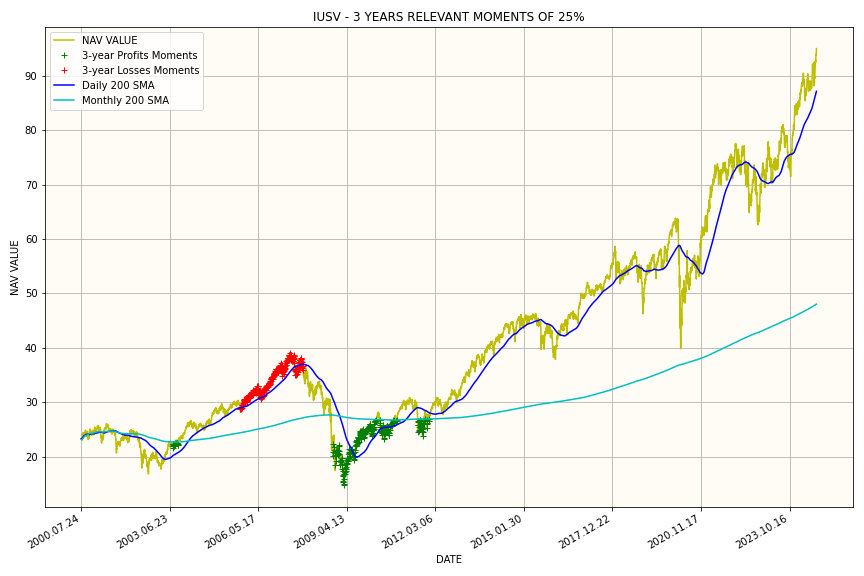 IUSV - 3 YEARS RELEVANT MOMENTS OF 25%
NAV VALUE
3-year Profits Moments
3-year Losses Moments
Daily 200 SMA
Monthly 200 SMA
NAV VALUE
90
80
70
60
50
40
30
20
2000.07.24
2003.06.23
2006.05.17
2009.04.13
2012.03.06
2015.01.30
2017.12.22
2020.11.17
2023.10.16
DATE